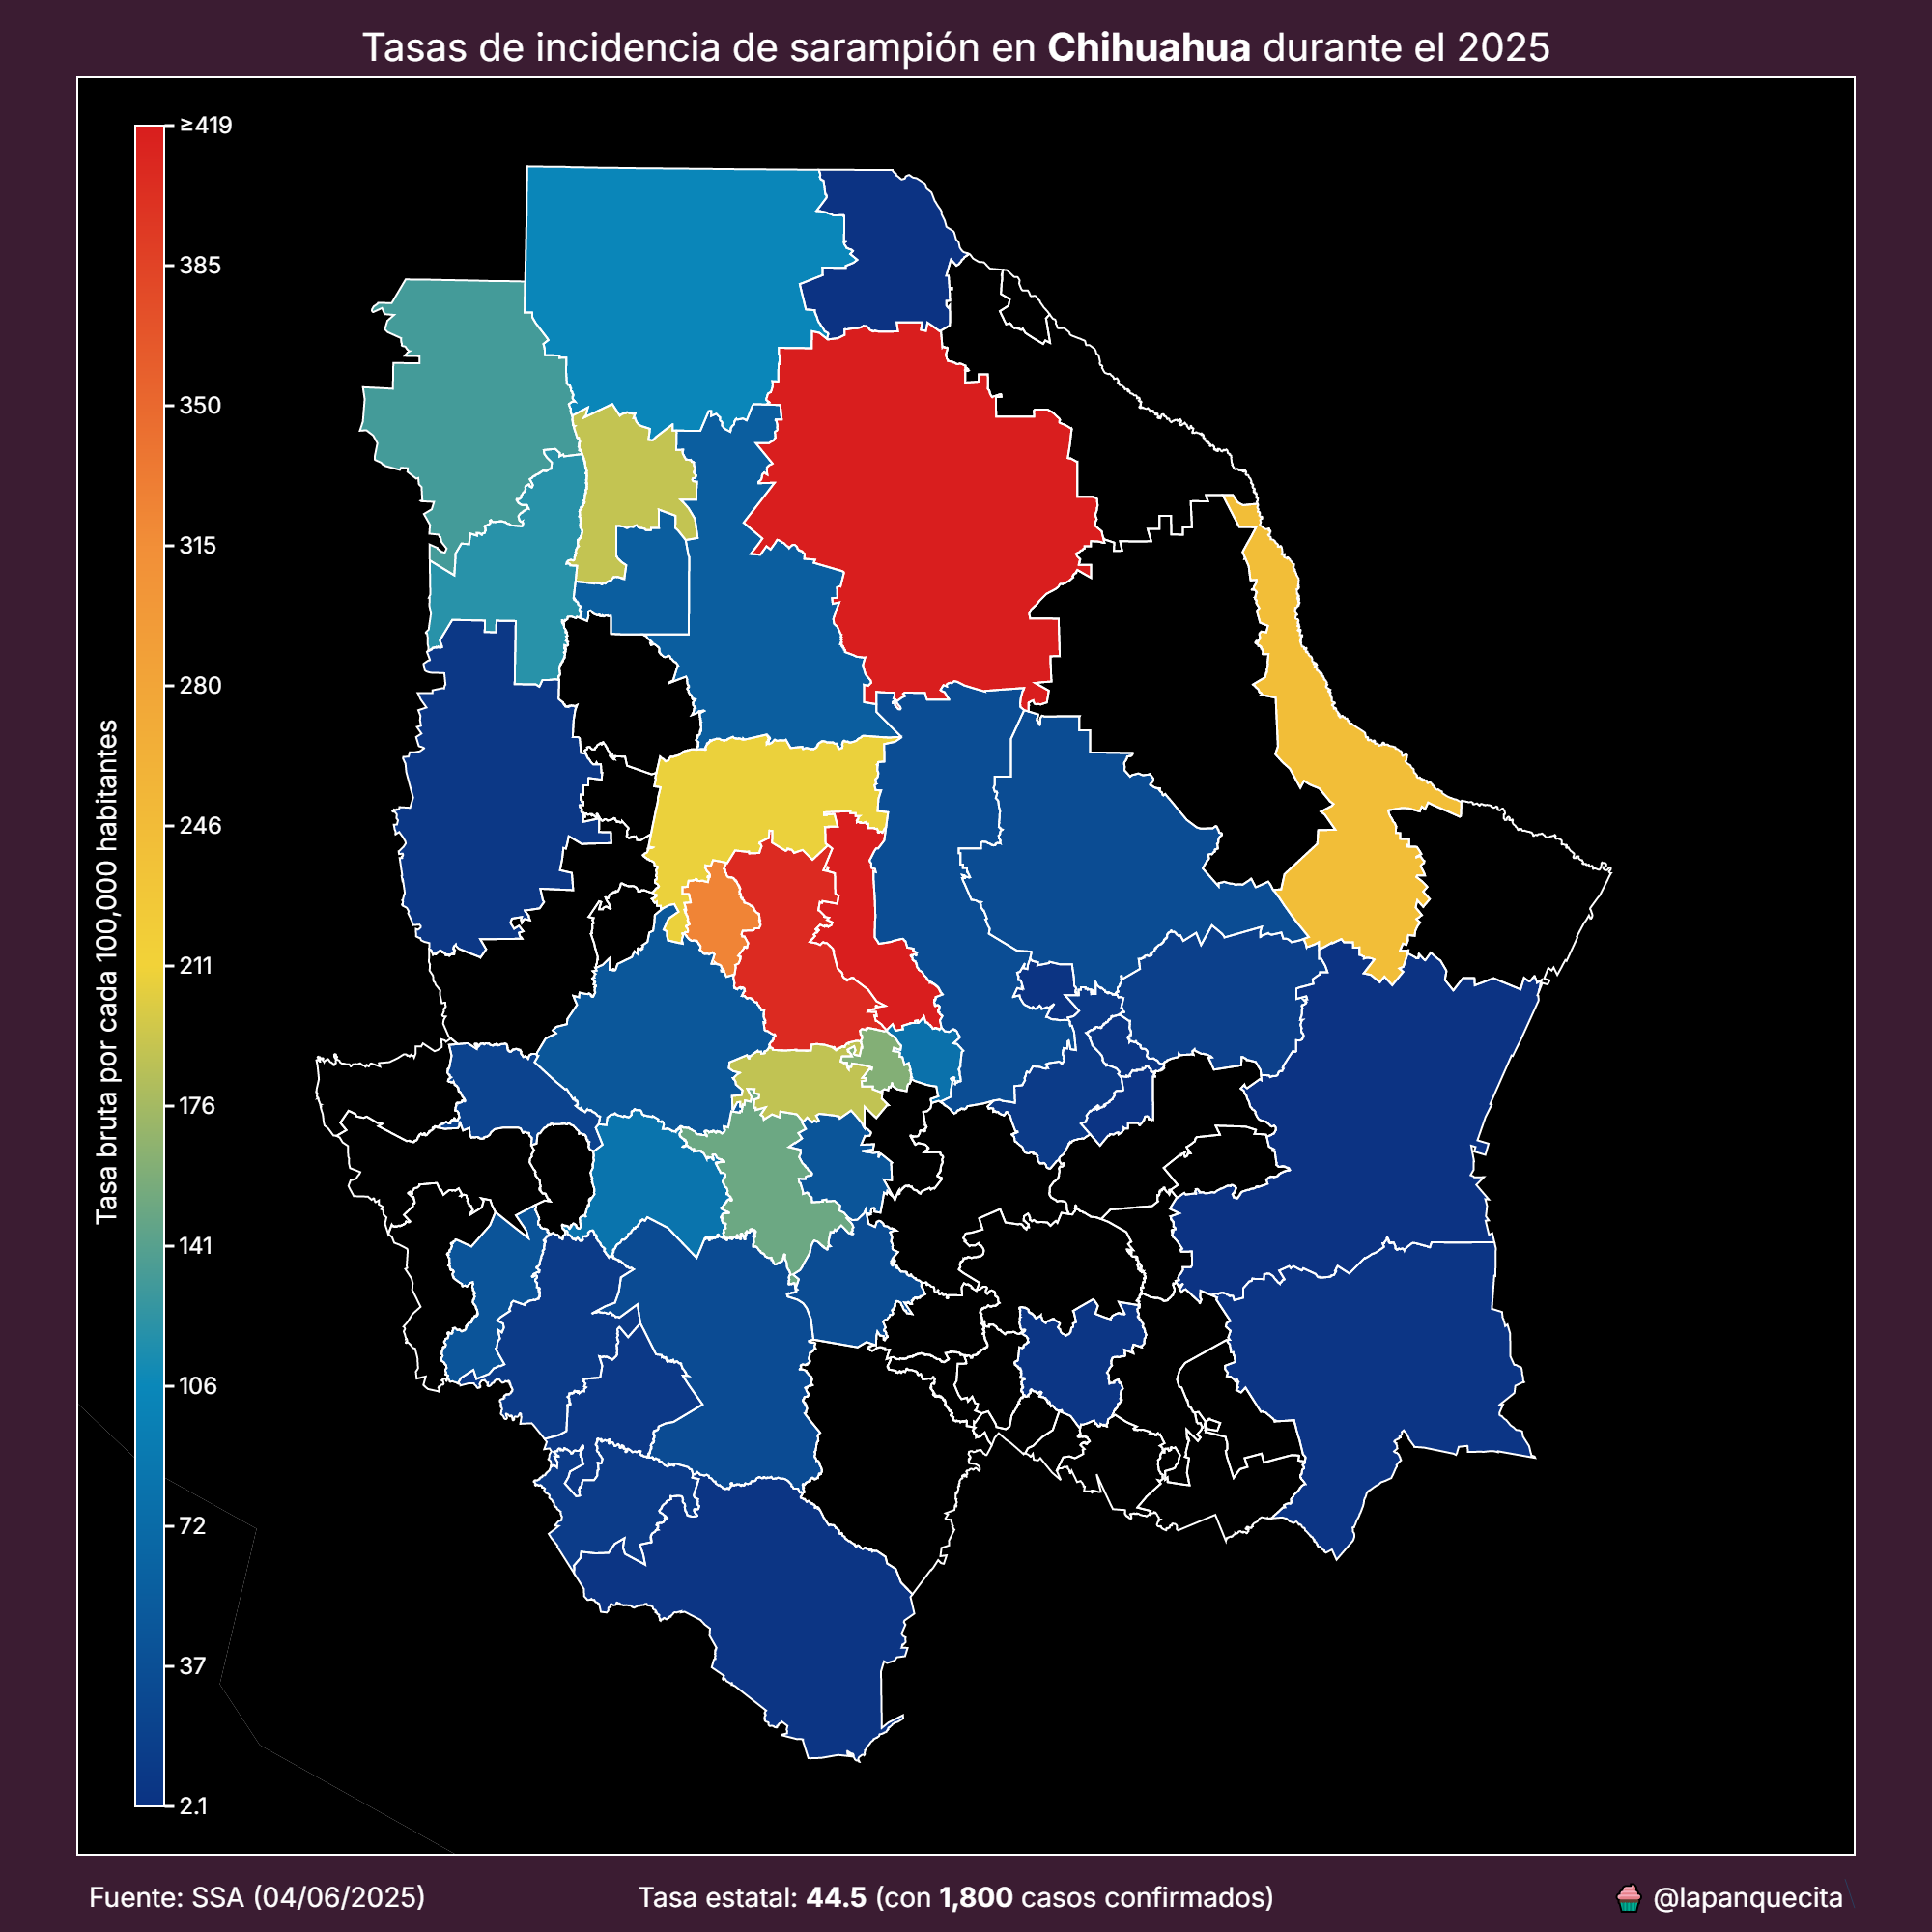 Tasas de incidencia de sarampión en Chihuahua durante el 2025
≥419
385
350
315
280
246
211
176
141
106
72
37
2.1
Tasa bruta por cada 100,000 habitantes
Fuente: SSA (04/06/2025)
Tasa estatal: 44.5 (con 1,800 casos confirmados)
@lapanquecita